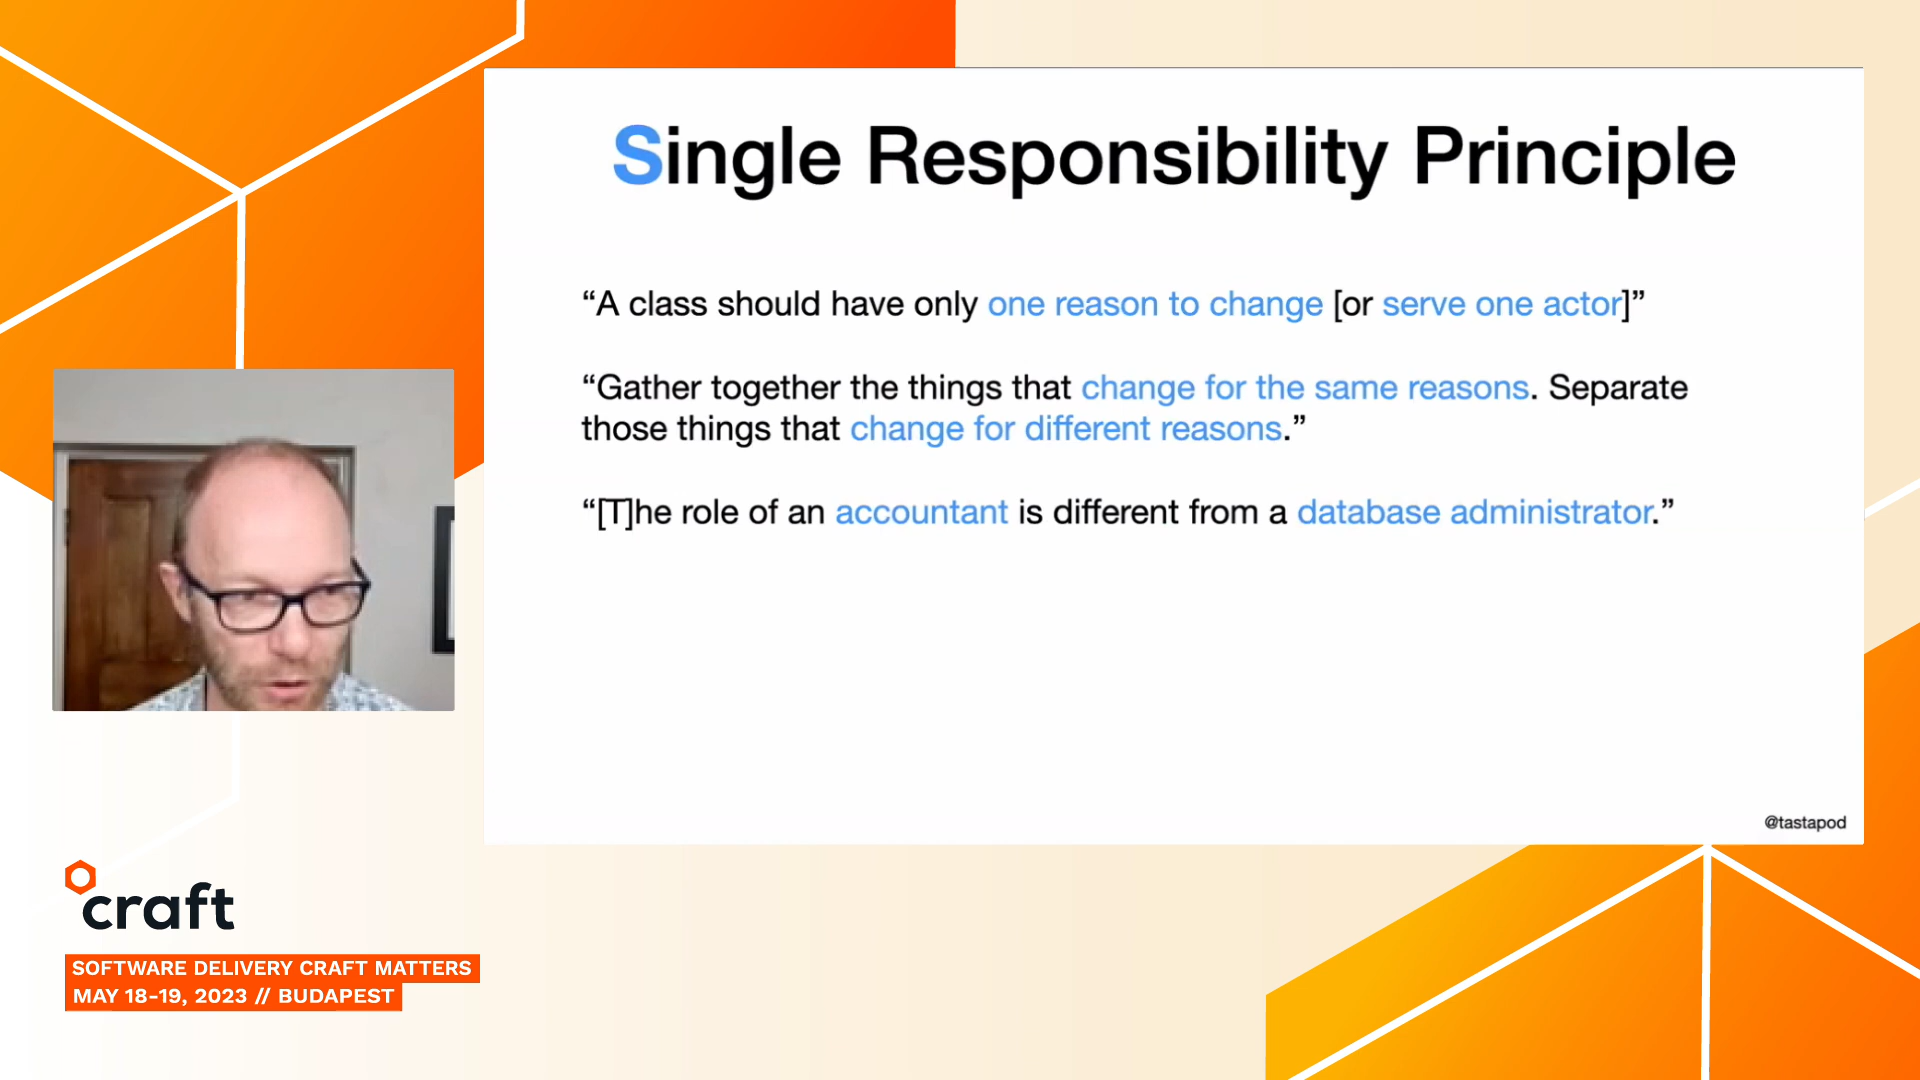 Single Responsibility Principle
“A class should have only one reason to change [or serve one actor]”
“Gather together the things that change for the same reasons. Separate
those things that change for different reasons.”
“[T]he role of an accountant is different from a database administrator.”
@tastapod
craft
SOFTWARE DELIVERY CRAFT MATTERS
MAY 18-19, 2023 // BUDAPEST